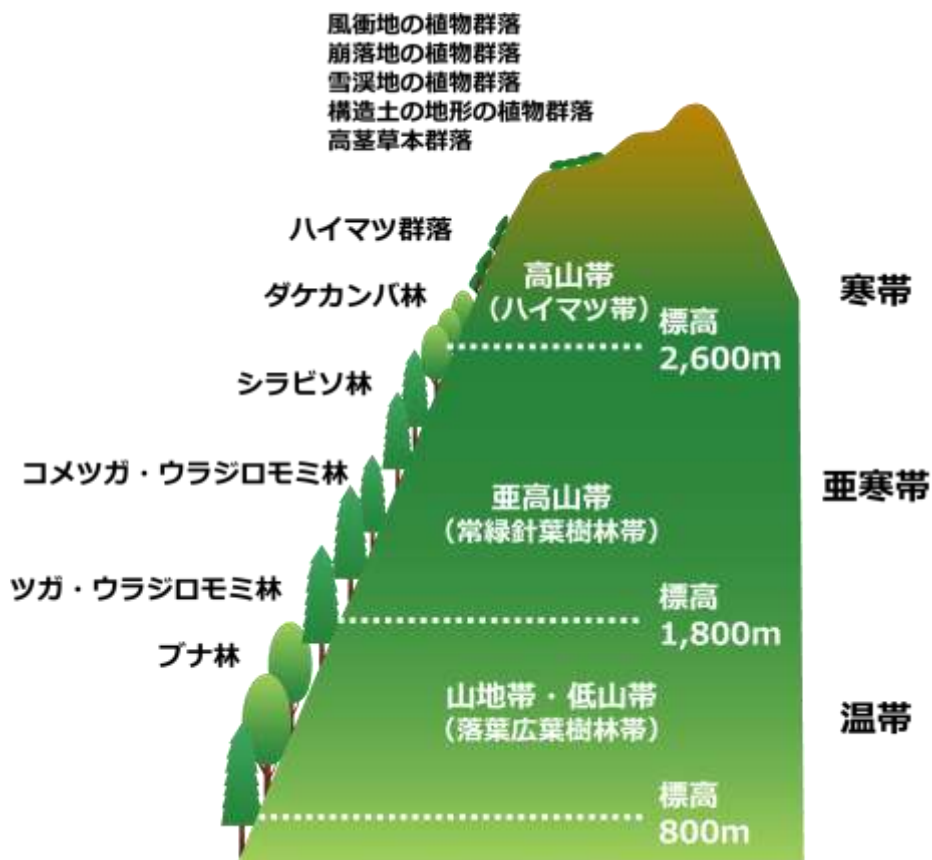 風衝地の植物群落
崩落地の植物群落
雪渓地の植物群落
構造土の地形の植物群落
高茎草本群落
ハイマツ群落
ダケカンバ林
シラビソ林
コメツガ・ウラジロモミ林
ツガ・ウラジロモミ林
ブナ林
高山帯
（ハイマツ帯）
標高
2,600m
亜高山帯
（常緑針葉樹林帯）
標高
1,800m
山地帯・低山帯
（落葉広葉樹林帯）
標高
800m
寒帯
亜寒帯
温帯